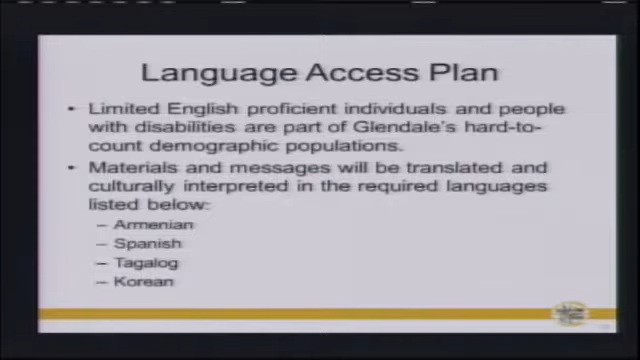 Language Access Plan
• Limited English proficient individuals and people
with disabilities are part of Glendale's hard-to-
count demographic populations.
• Materials and messages will be translated and
culturally interpreted in the required languages
listed below:
– Armenian
– Spanish
– Tagalog
– Korean